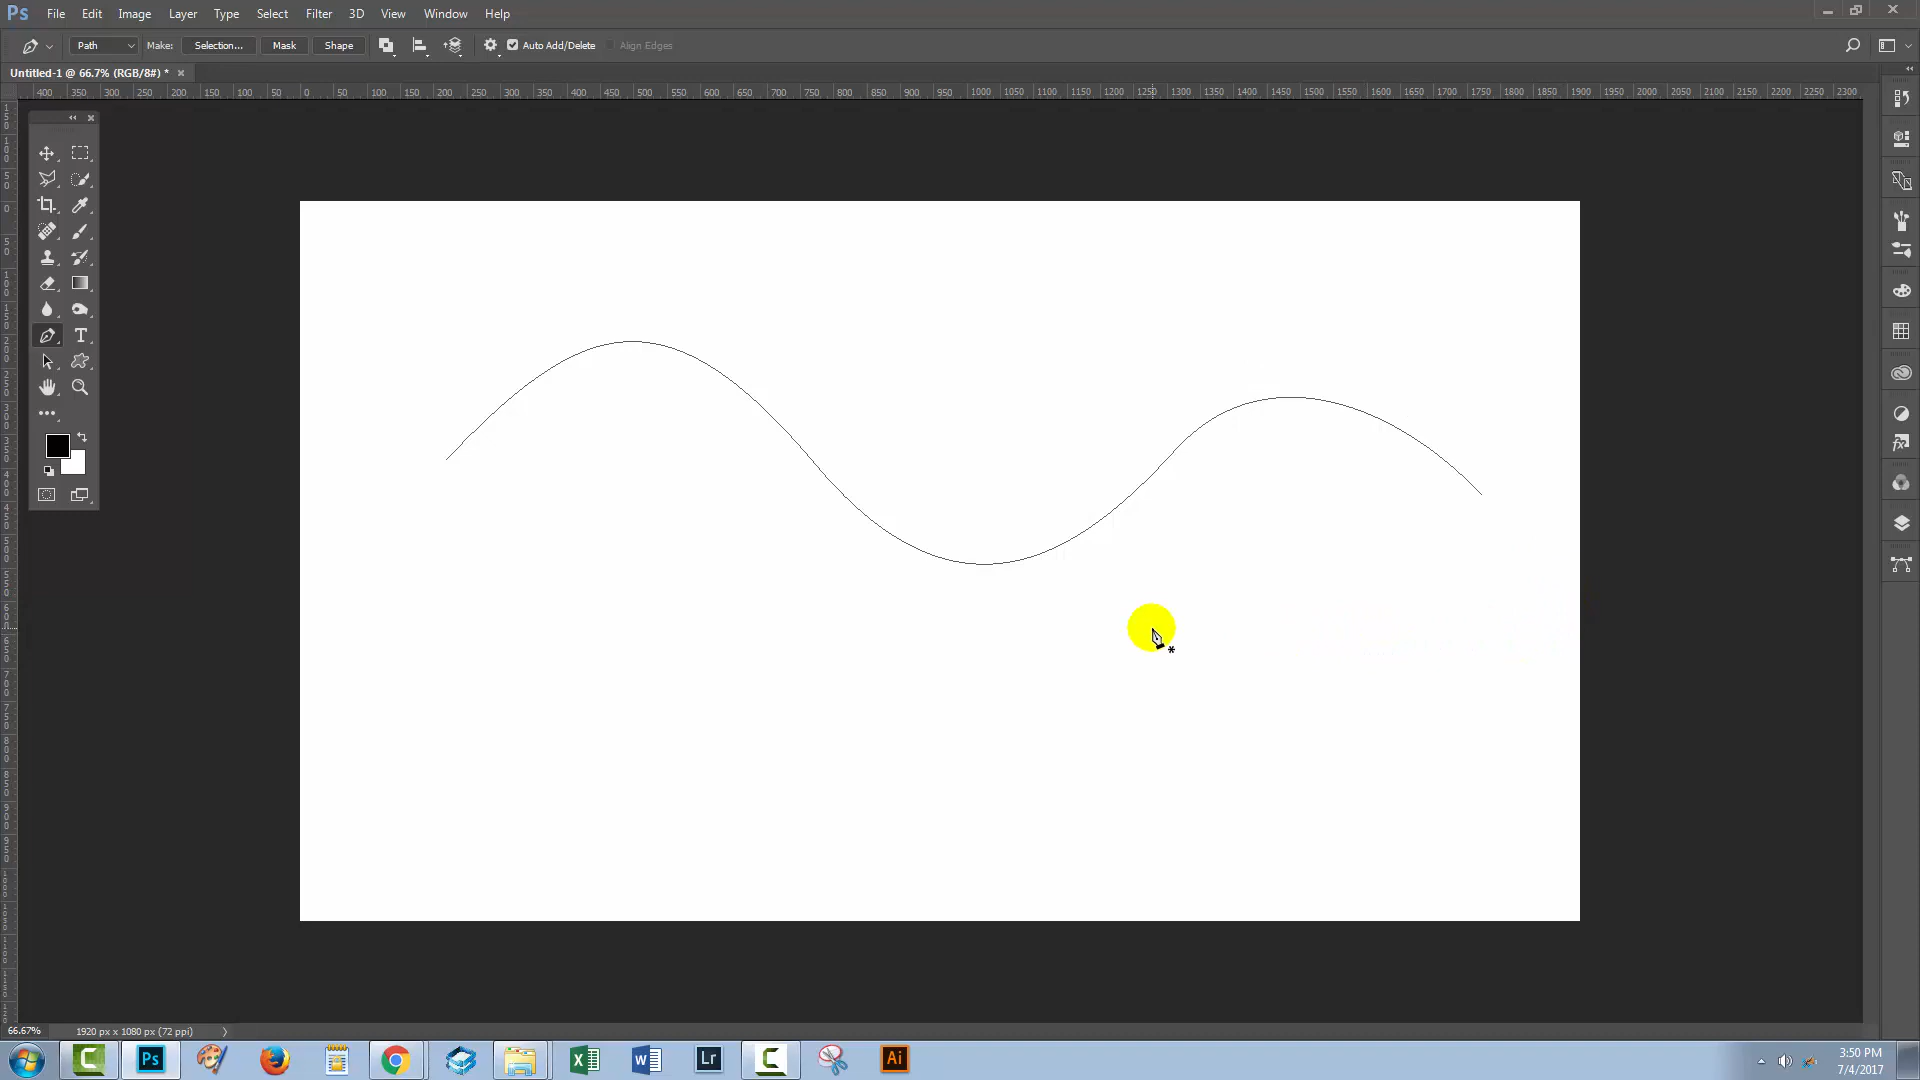 Ps File Edit Image Layer Type Select Filter 3D View Window Help
Path Make: Selection... Mask Shape Auto Add/Delete Align Edges
Untitled-1 @ 66.7% (RGB/8#) * ×
400 350 300 250 200 150 100 50 0 50 100 150 200 250 300 350 400 450 500 550 600 650 700 750 800 850 900 950 1000 1050 1100 1150 1200 1250 1300 1350 1400 1450 1500 1550 1600 1650 1700 1750 1800 1850 1900 1950 2000 2050 2100 2150 2200 2250 2300
T
fx
66.67% 1920 px x 1080 px (72 ppi)
Ps Lr Ai
3:50 PM
7/4/2017